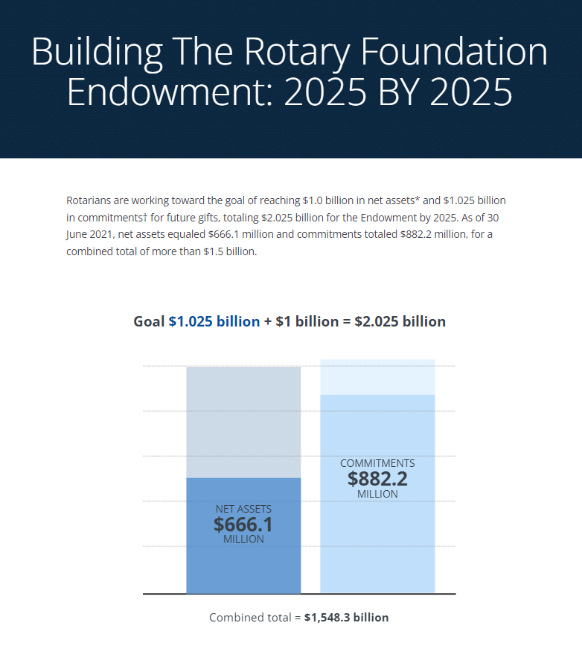 Building The Rotary Foundation
Endowment: 2025 BY 2025
Rotarians are working toward the goal of reaching $1.0 billion in net assets* and $1.025 billion
in commitments† for future gifts, totaling $2.025 billion for the Endowment by 2025. As of 30
June 2021, net assets equaled $666.1 million and commitments totaled $882.2 million, for a
combined total of more than $1.5 billion.
Goal $1.025 billion + $1 billion = $2.025 billion
COMMITMENTS
$882.2
MILLION
NET ASSETS
$666.1
MILLION
Combined total = $1,548.3 billion